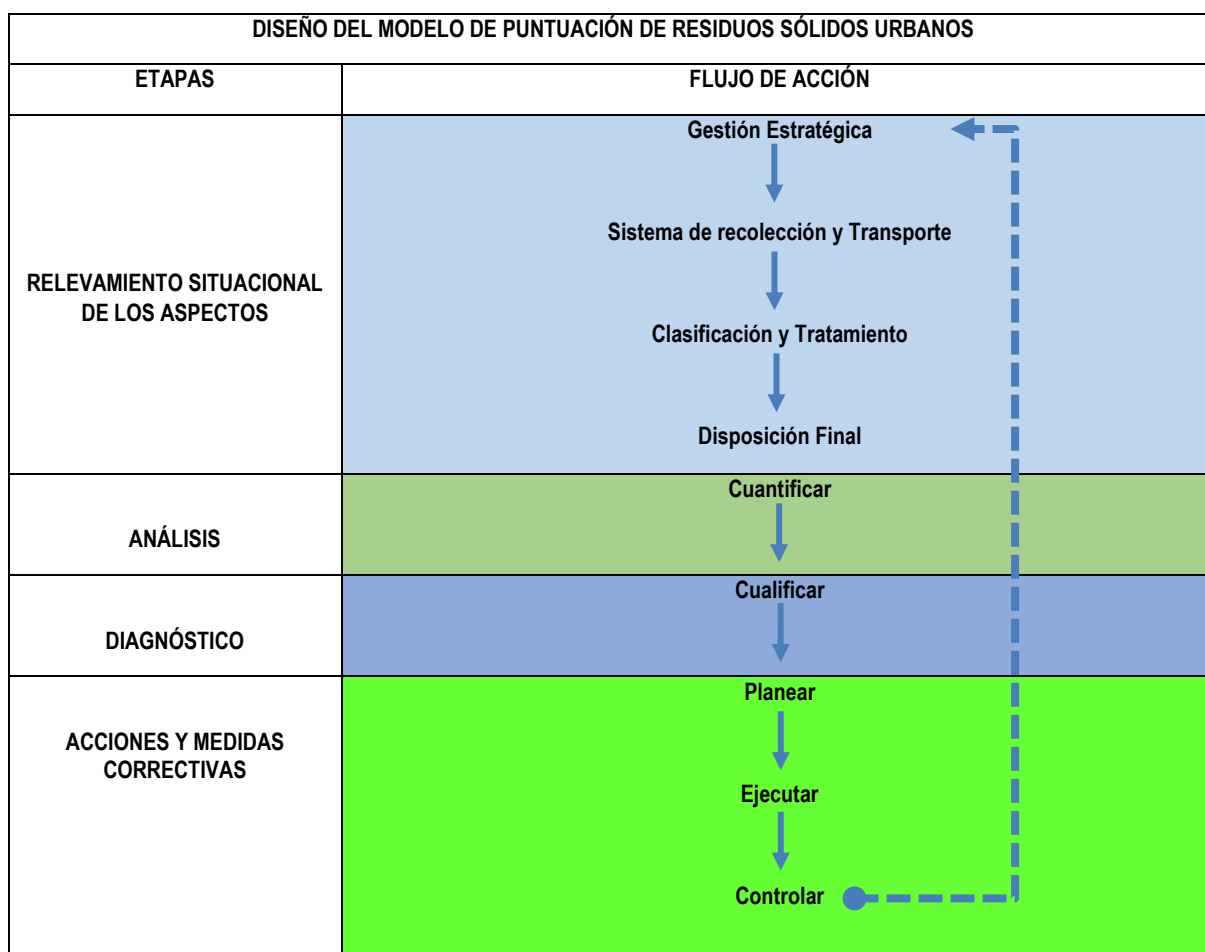 DISEÑO DEL MODELO DE PUNTUACIÓN DE RESIDUOS SÓLIDOS URBANOS
ETAPAS
FLUJO DE ACCIÓN
RELEVAMIENTO SITUACIONAL
DE LOS ASPECTOS
Gestión Estratégica
Sistema de recolección y Transporte
Clasificación y Tratamiento
Disposición Final
ANÁLISIS
Cuantificar
DIAGNÓSTICO
Cualificar
ACCIONES Y MEDIDAS
CORRECTIVAS
Planear
Ejecutar
Controlar